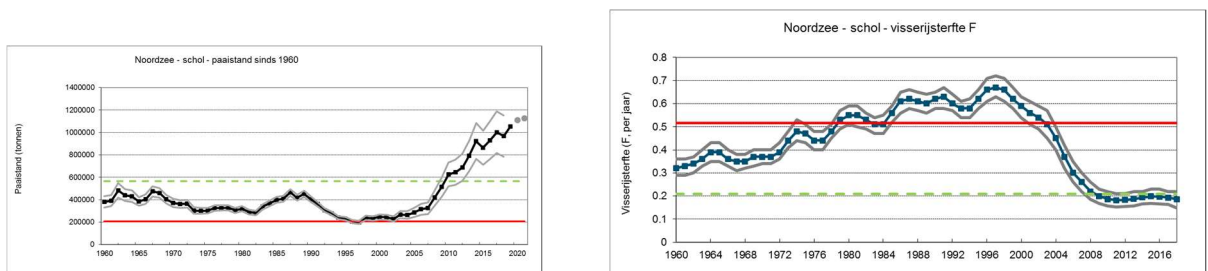 Noordzee - schol - paaistand sinds 1960
Paaistand (tonnen)
1400000
1200000
1000000
800000
600000
400000
200000
0
1960 1965 1970 1975 1980 1985 1990 1995 2000 2005 2010 2015 2020
Noordzee - schol - visserijsterfte F
Visserijsterfte (F, per jaar)
0.8
0.7
0.6
0.5
0.4
0.3
0.2
0.1
0
1960 1964 1968 1972 1976 1980 1984 1988 1992 1996 2000 2004 2008 2012 2016